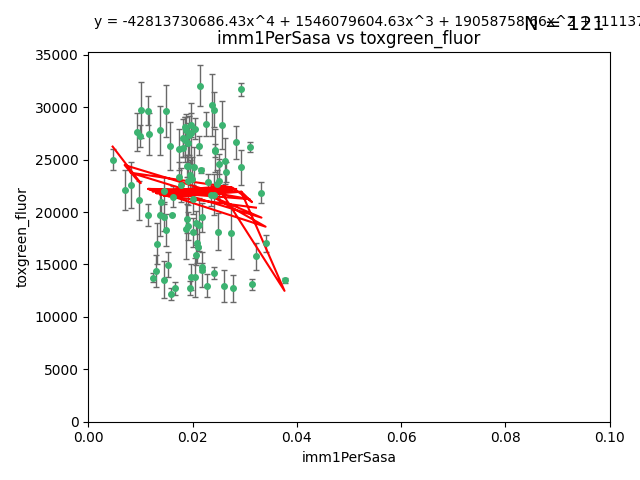 y = -42813730686.43x^4 + 1546079604.63x^3 + 19058758
N = 121
imm1PerSasa vs toxgreen_fluor
35000
30000
25000
20000
15000
10000
5000
0
toxgreen_fluor
0.00 0.02 0.04 0.06 0.08 0.10
imm1PerSasa